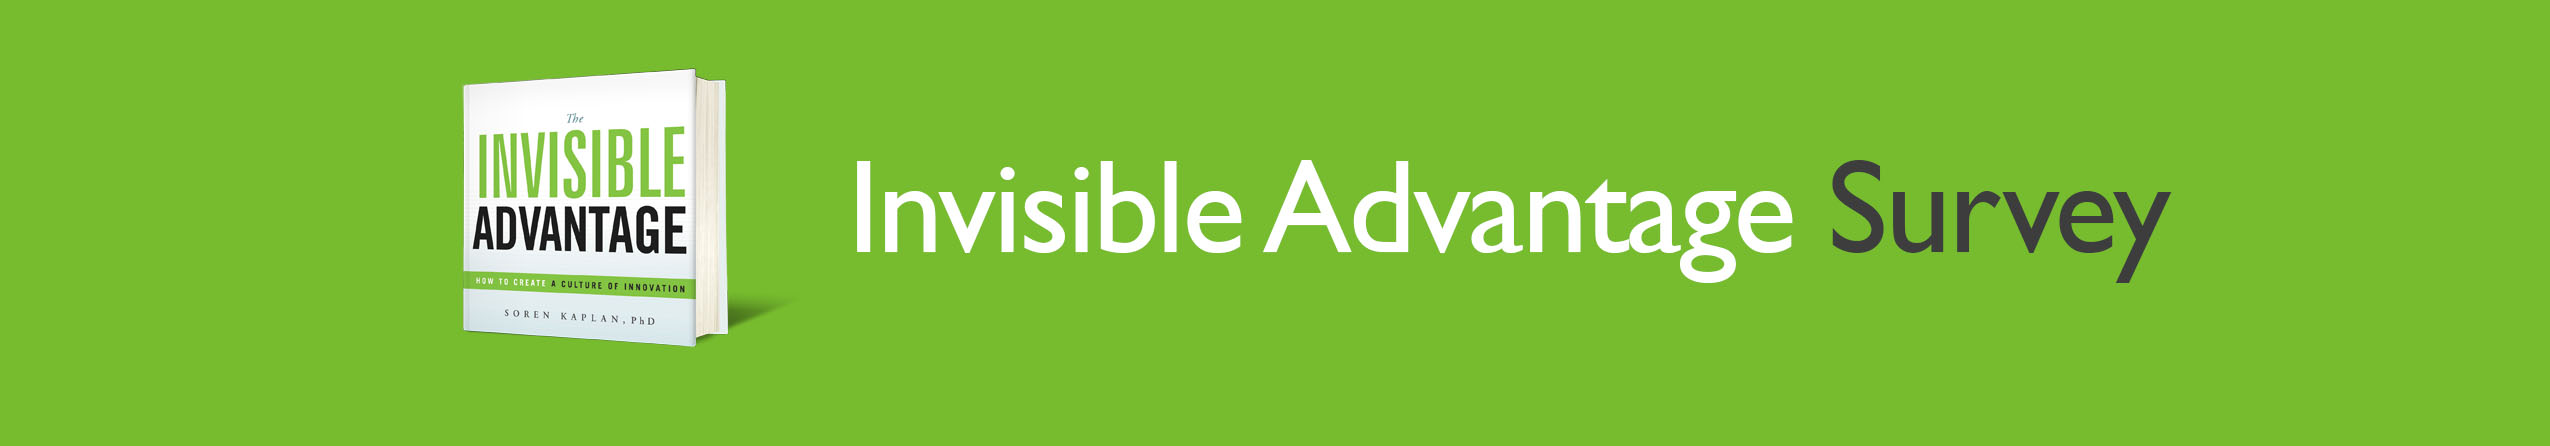 The
INVISIBLE
ADVANTAGE
HOW TO CREATE A CULTURE OF INNOVATION
SOREN KAPLAN, PhD
Invisible Advantage Survey